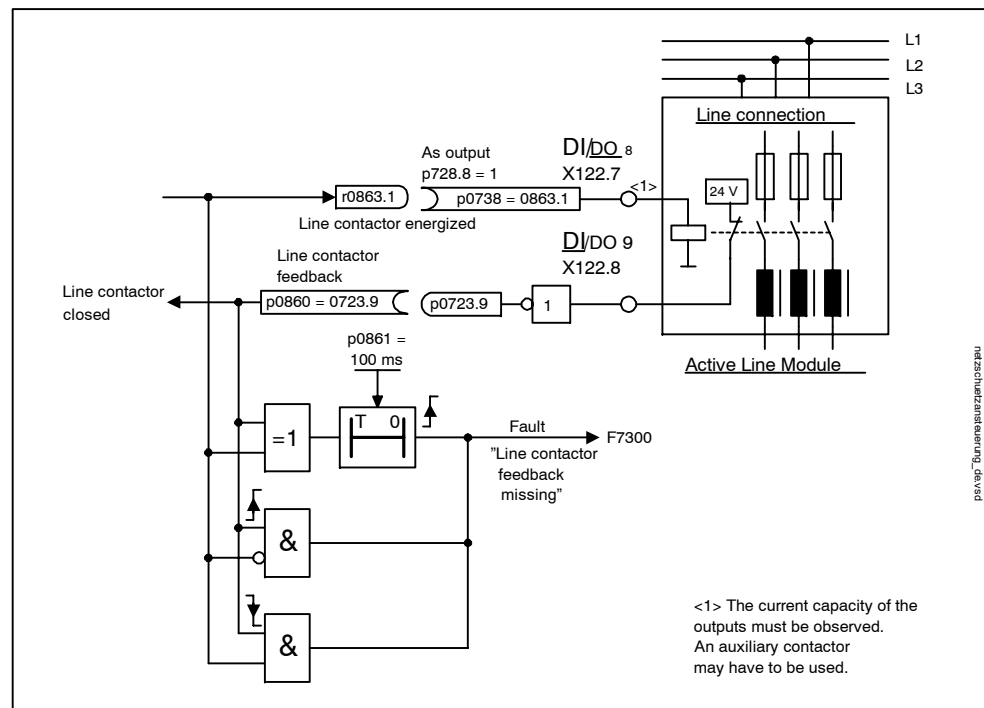 L1
L2
L3
Line connection
24 V
Active Line Module
As output
p728.8 = 1
DI/DO 8
X122.7
<1>
r0863.1
p0738 = 0863.1
Line contactor energized
DI/DO 9
X122.8
Line contactor
feedback
Line contactor
closed
p0860 = 0723.9
p0723.9
1
p0861 =
100 ms
=1
T 0
Fault
F7300
"Line contactor
feedback
missing"
&
&
<1> The current capacity of the
outputs must be observed.
An auxiliary contactor
may have to be used.
netzschuetzansteuerung_de.vsd